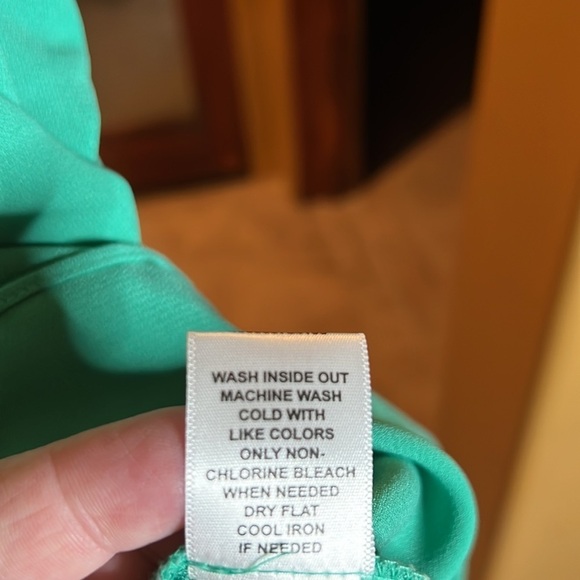 WASH INSIDE OUT
MACHINE WASH
COLD WITH
LIKE COLORS
ONLY NON-
CHLORINE BLEACH
WHEN NEEDED
DRY FLAT
COOL IRON
IF NEEDED